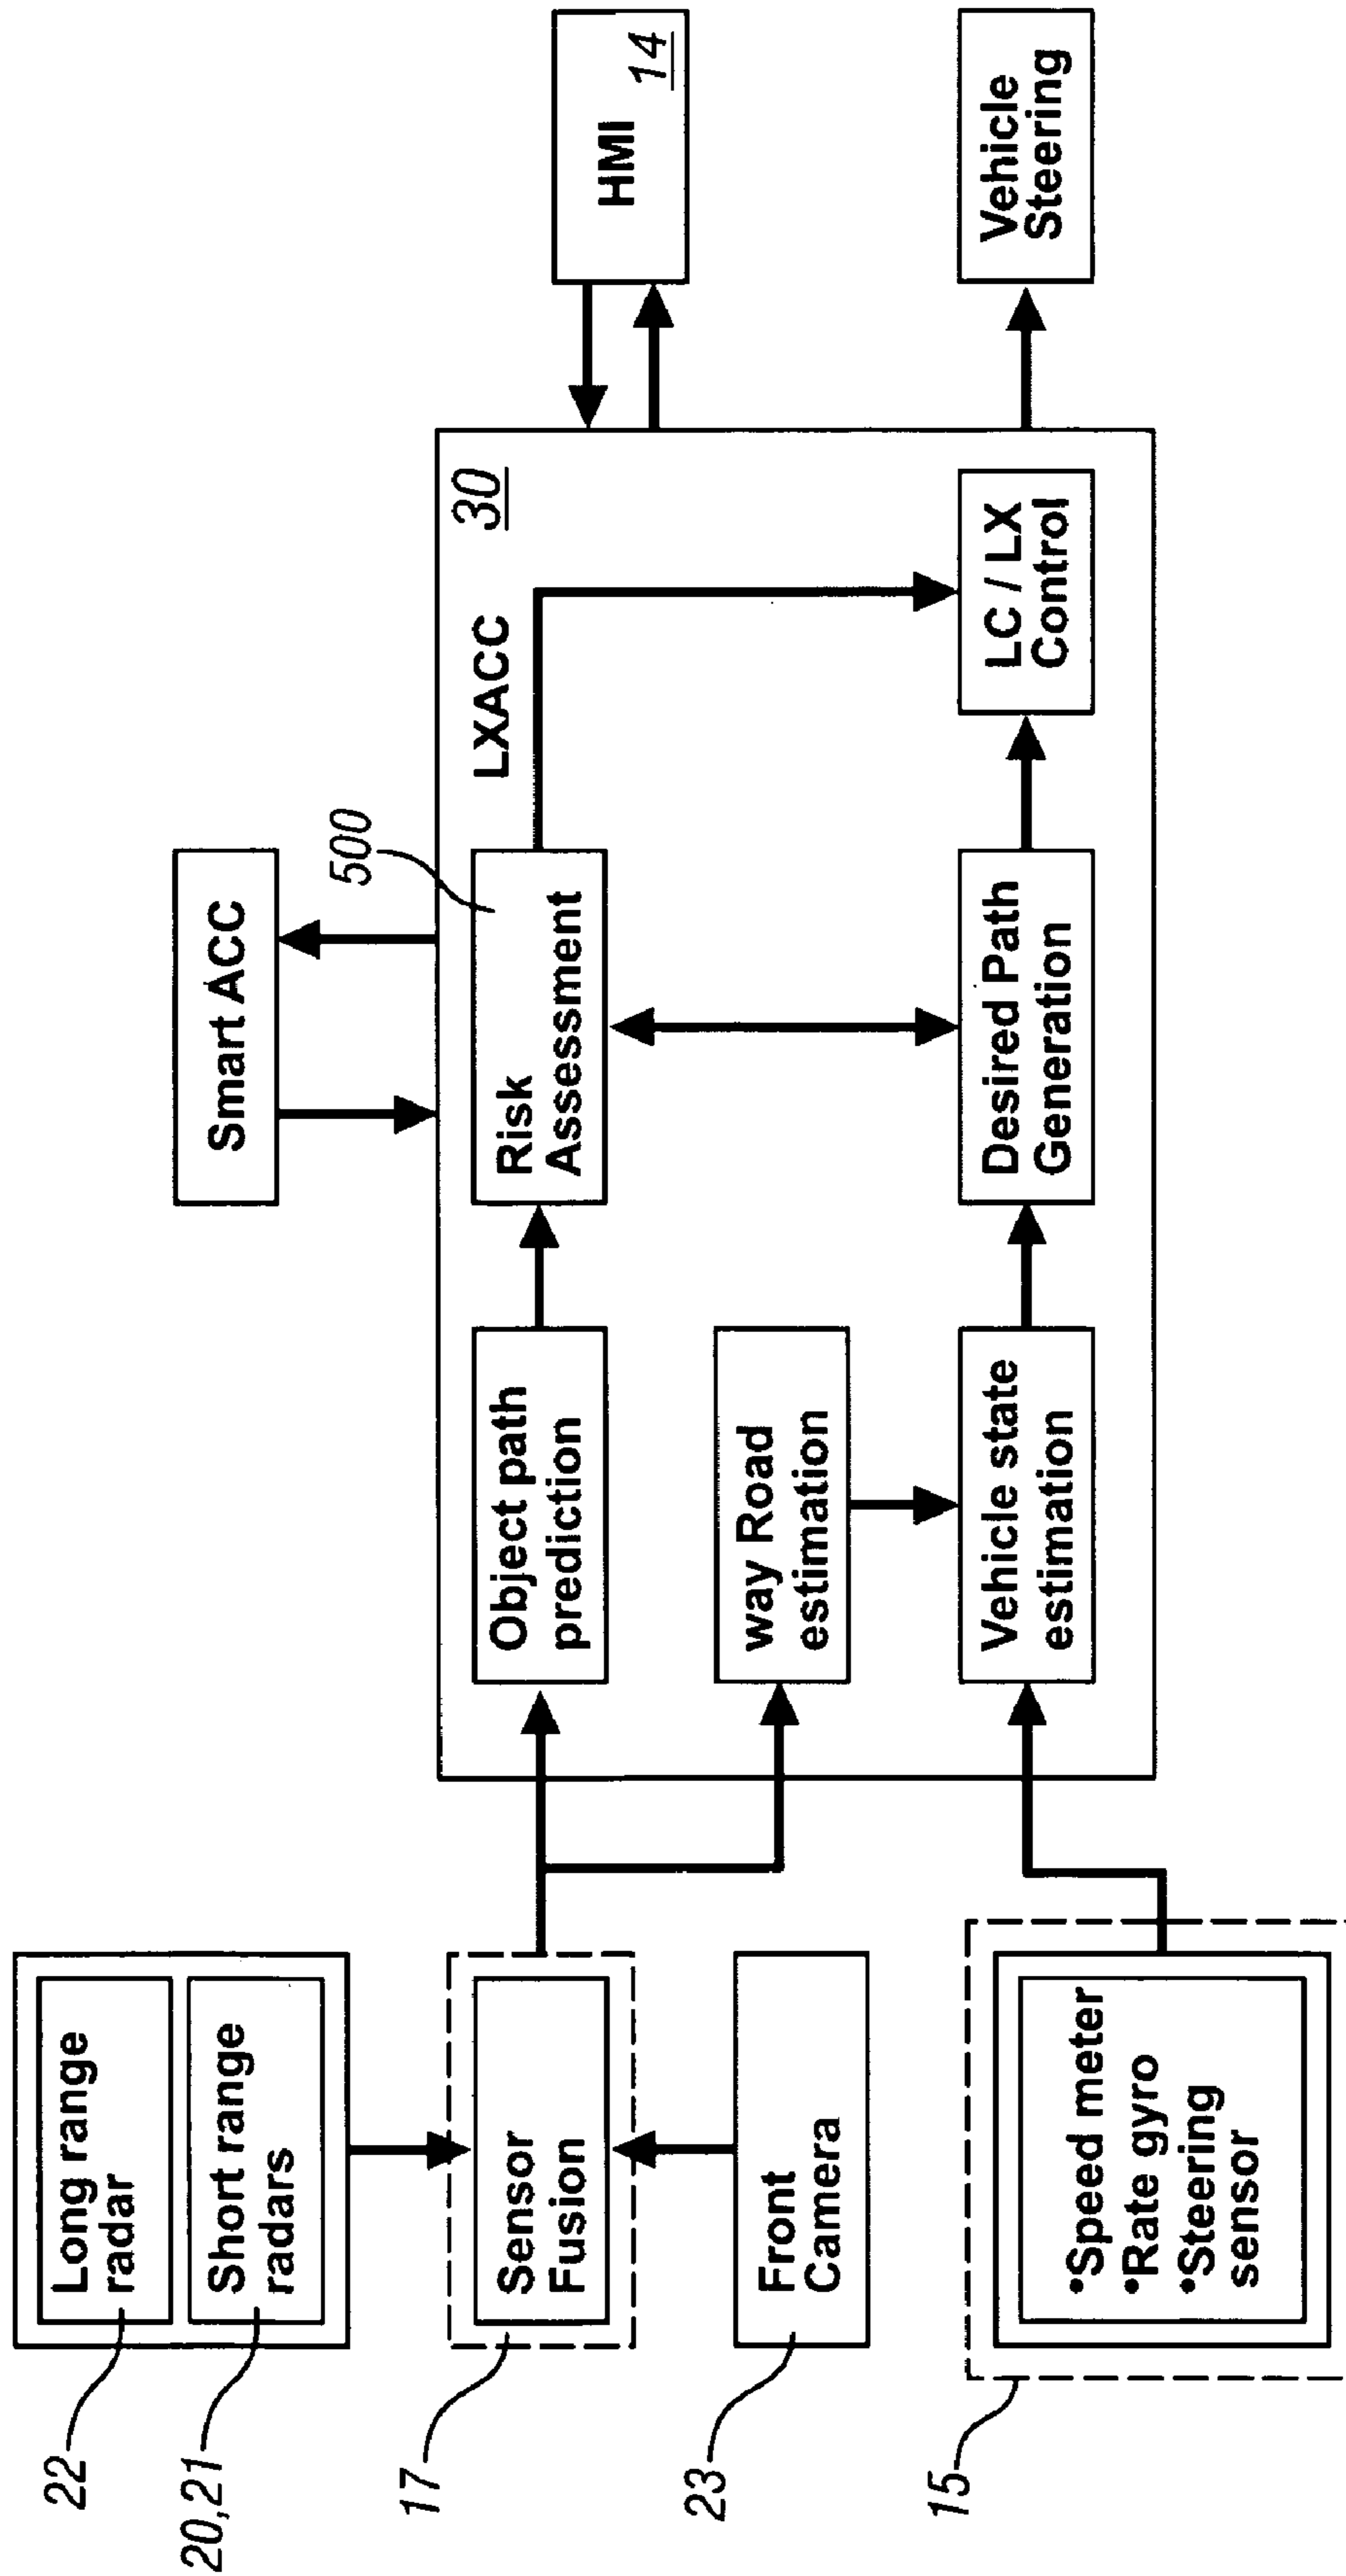 22
Long range
radar
20,21
Short range
radars
17
Sensor
Fusion
23
Front
Camera
15
•Speed meter
•Rate gyro
•Steering
sensor
Smart ACC
500
LXACC
30
Object path
prediction
Risk
Assessment
way Road
estimation
Vehicle state
estimation
Desired Path
Generation
LC / LX
Control
HMI
14
Vehicle
Steering